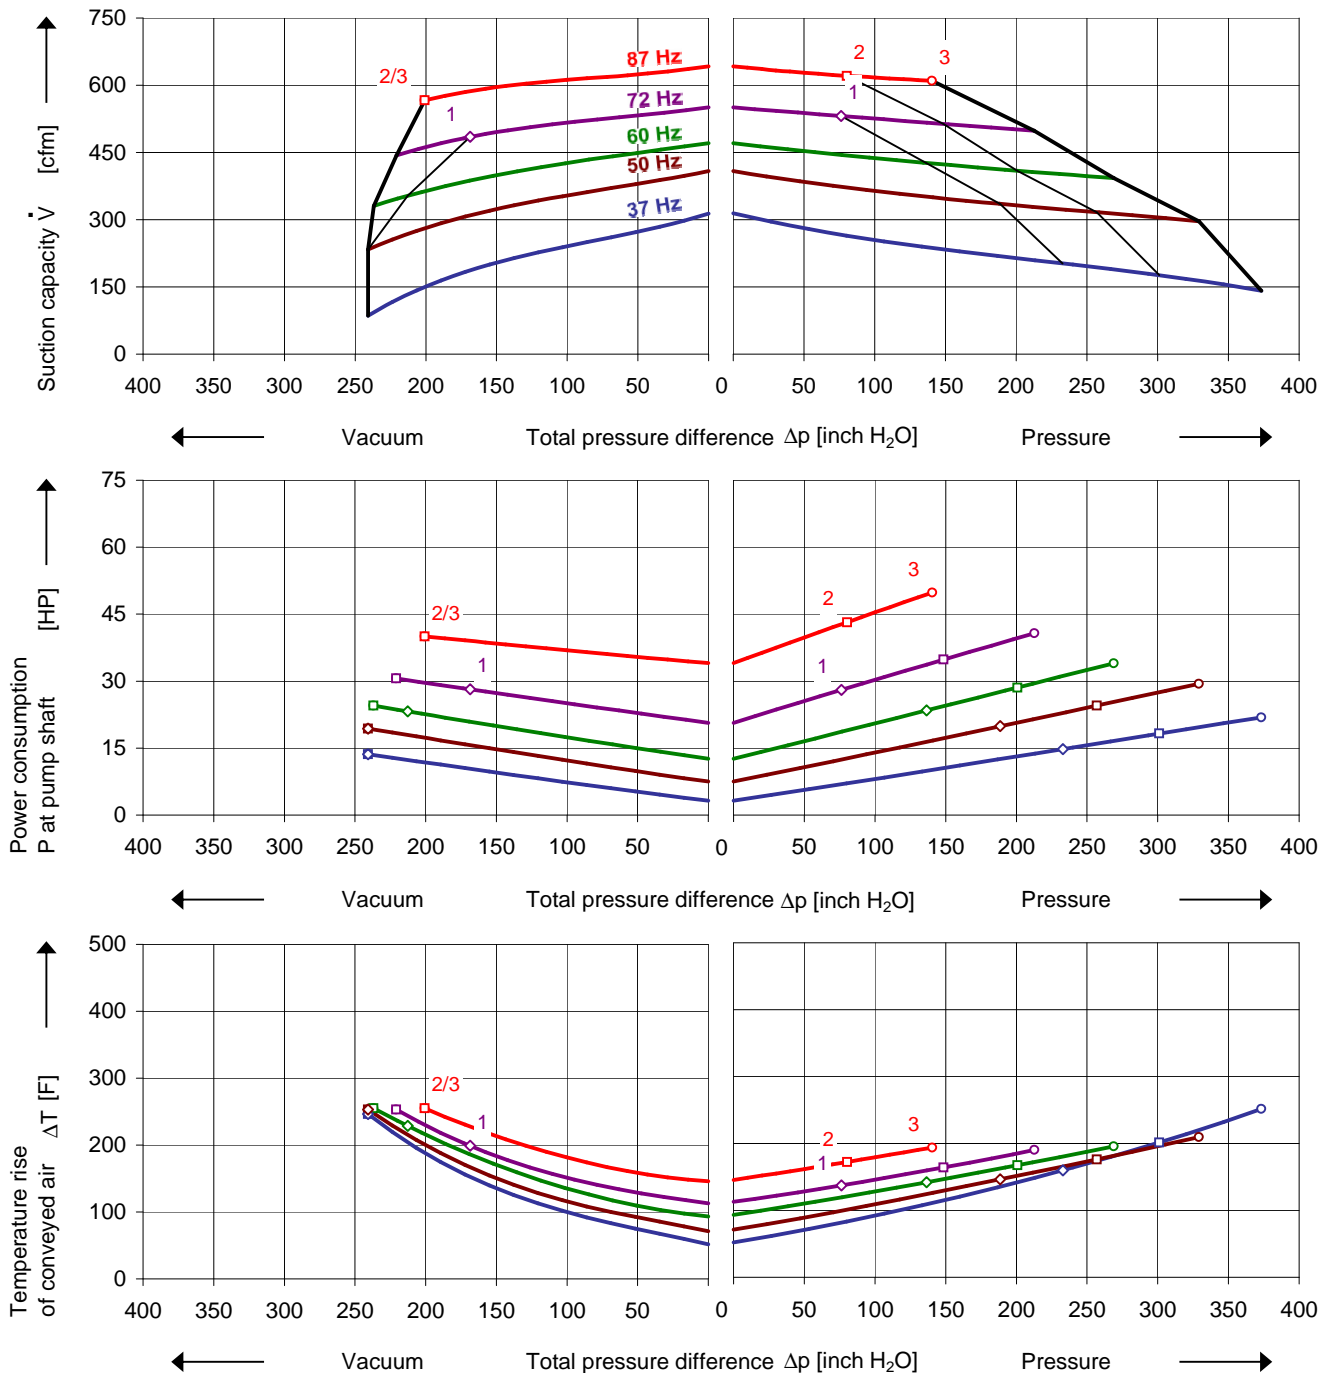 750
600
450
300
150
0
Suction capacity V̇ [cfm]
87 Hz
72 Hz
60 Hz
50 Hz
37 Hz
2/3
1
2
3
1
400 350 300 250 200 150 100 50 0 50 100 150 200 250 300 350 400
Vacuum Total pressure difference Δp [inch H₂O] Pressure
75
60
45
30
15
0
Power consumption
P at pump shaft [HP]
2/3
1
3
2
1
400 350 300 250 200 150 100 50 0 50 100 150 200 250 300 350 400
Vacuum Total pressure difference Δp [inch H₂O] Pressure
500
400
300
200
100
0
Temperature rise
of conveyed air ΔT [F]
2/3
1
3
2
1
400 350 300 250 200 150 100 50 0 50 100 150 200 250 300 350 400
Vacuum Total pressure difference Δp [inch H₂O] Pressure